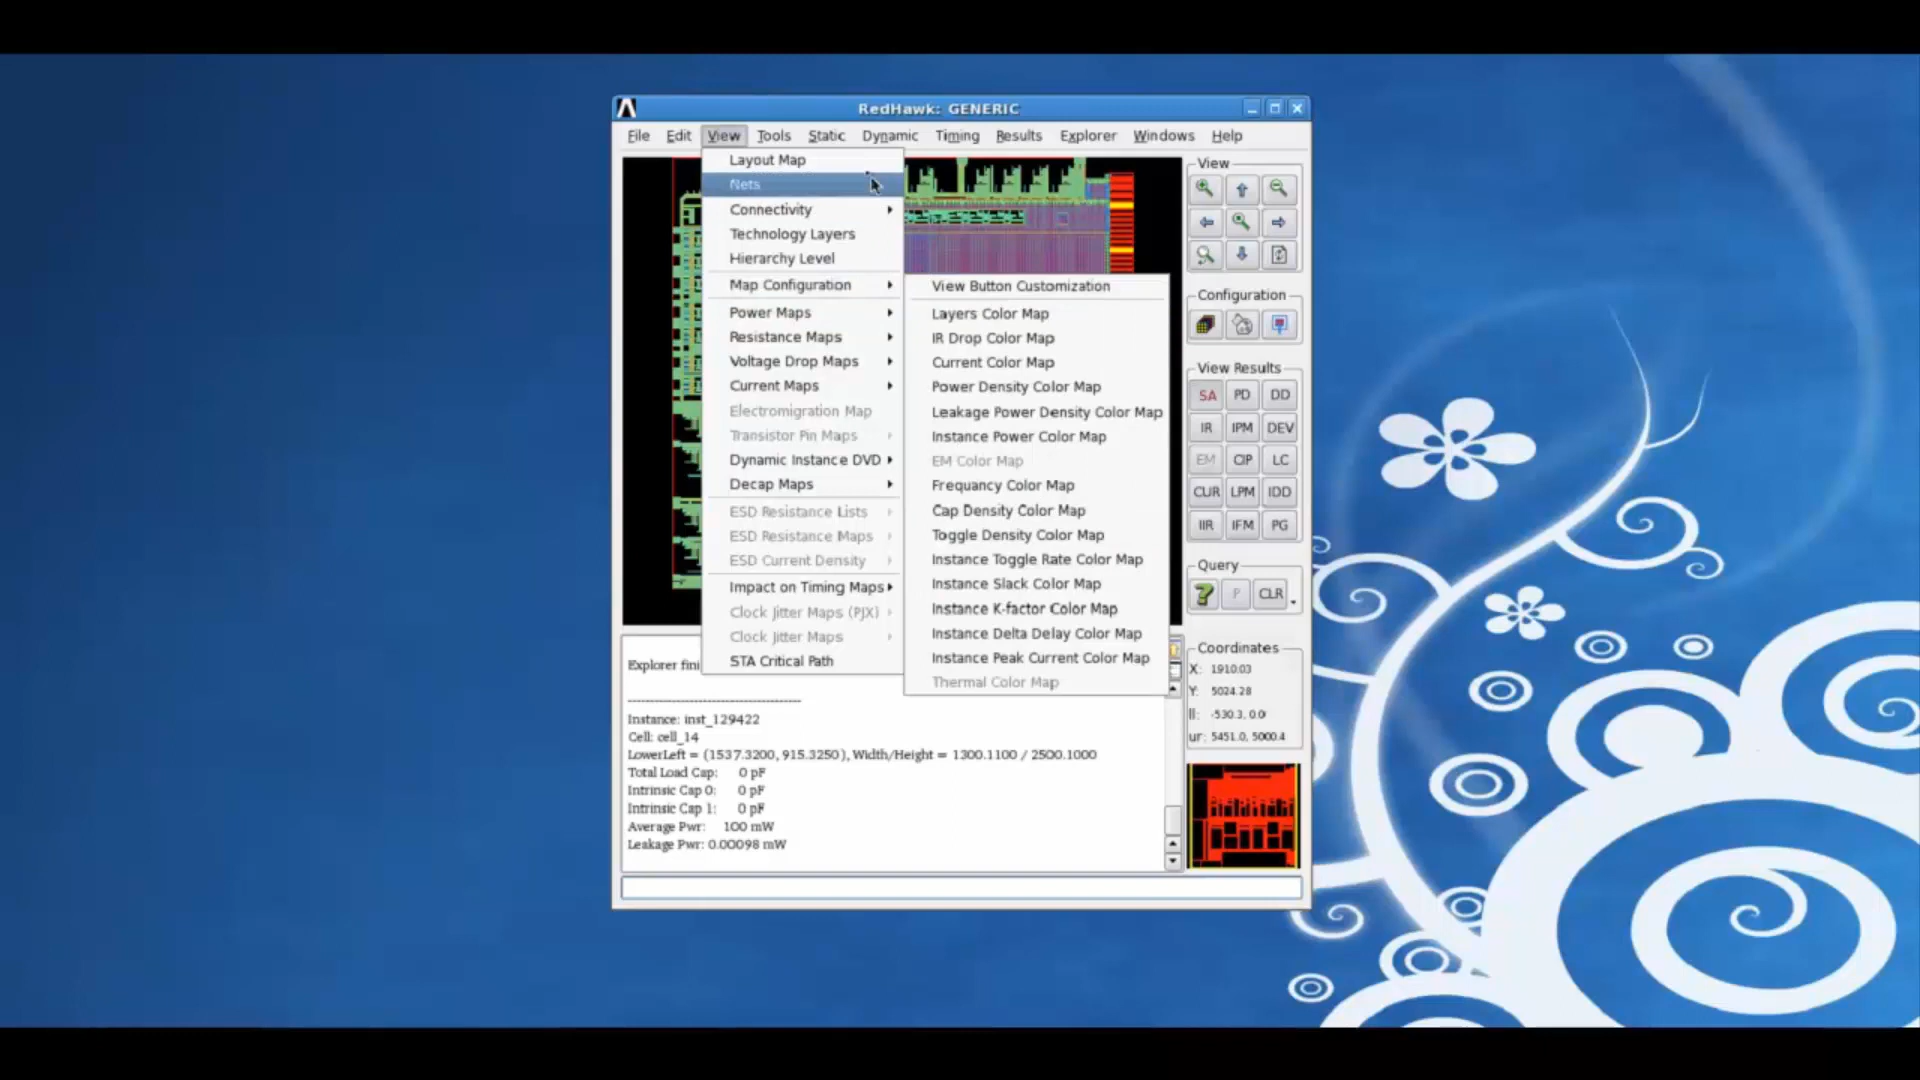 RedHawk: GENERIC
File Edit View Tools Static Dynamic Timing Results Explorer Windows Help
Layout Map
Nets
Connectivity
Technology Layers
Hierarchy Level
Map Configuration
Power Maps
Resistance Maps
Voltage Drop Maps
Current Maps
Electromigration Map
Transistor Pin Maps
Dynamic Instance DVD
Decap Maps
ESD Resistance Lists
ESD Resistance Maps
ESD Current Density
Impact on Timing Maps
Clock Jitter Maps (PJX)
Clock Jitter Maps
STA Critical Path
View Button Customization
Layers Color Map
IR Drop Color Map
Current Color Map
Power Density Color Map
Leakage Power Density Color Map
Instance Power Color Map
EM Color Map
Frequency Color Map
Cap Density Color Map
Toggle Density Color Map
Instance Toggle Rate Color Map
Instance Slack Color Map
Instance K-factor Color Map
Instance Delta Delay Color Map
Instance Peak Current Color Map
Thermal Color Map
View
Configuration
View Results
SA PD DD
IR IPM DEV
EM CIP LC
CUR LPM IDD
IIR IFM PG
Query
? P CLR
Coordinates
X: 1910.03
Y: 5024.28
ll: -530.3, 0.0
ur: 5451.0, 5000.4
Explorer fini
----------------------------------------
Instance: inst_129422
Cell: cell_14
LowerLeft = (1537.3200, 915.3250), Width/Height = 1300.1100 / 2500.1000
Total Load Cap: 0 pF
Intrinsic Cap 0: 0 pF
Intrinsic Cap 1: 0 pF
Average Pwr: 100 mW
Leakage Pwr: 0.00098 mW